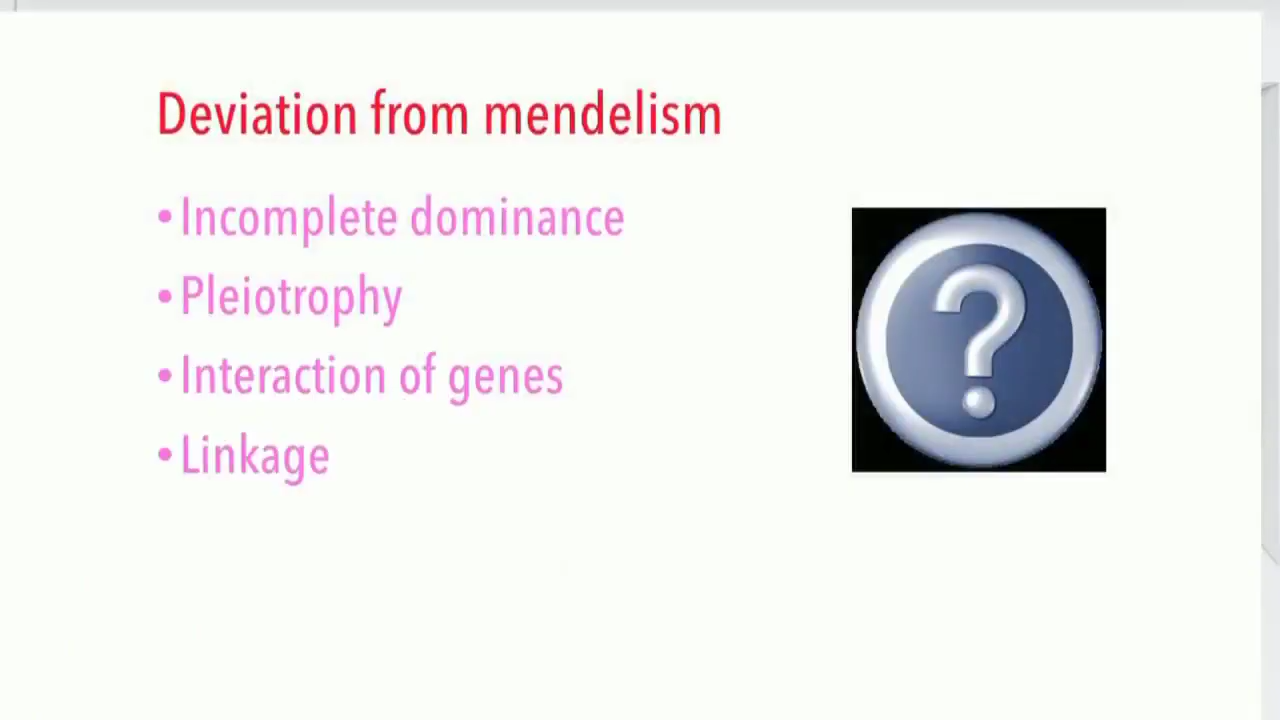 Deviation from mendelism
• Incomplete dominance
• Pleiotrophy
• Interaction of genes
• Linkage
?